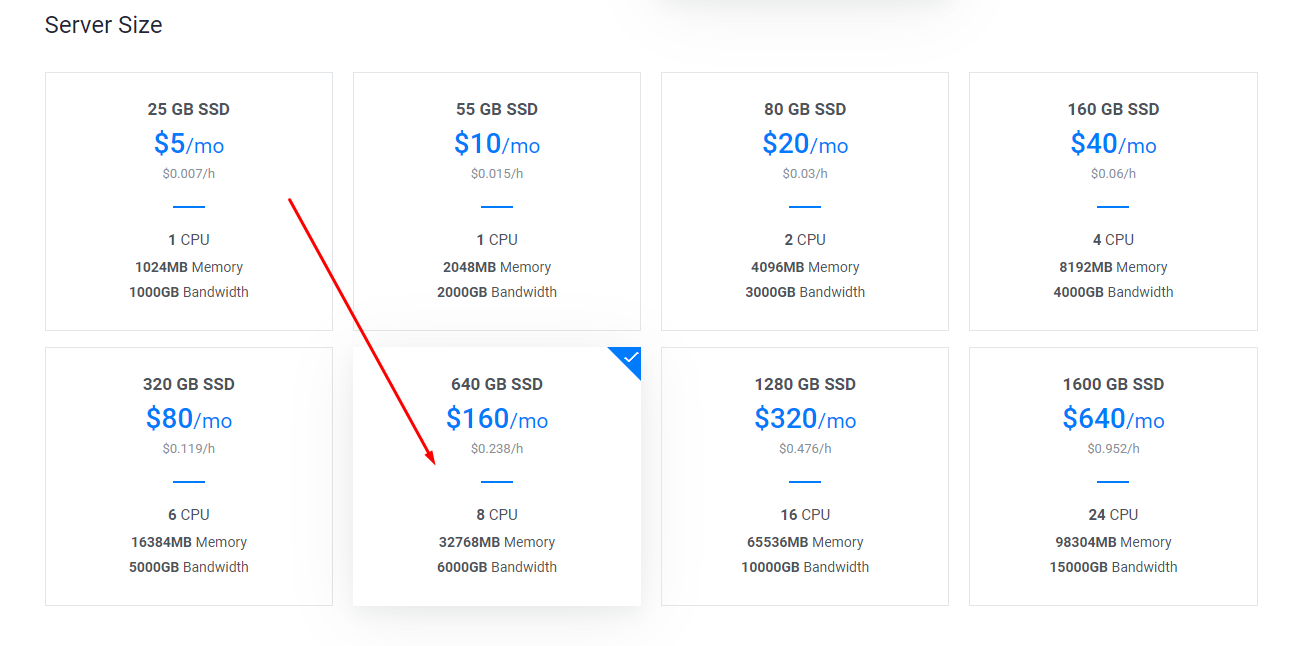 Server Size
25 GB SSD
$5/mo
$0.007/h
1 CPU
1024MB Memory
1000GB Bandwidth
55 GB SSD
$10/mo
$0.015/h
1 CPU
2048MB Memory
2000GB Bandwidth
80 GB SSD
$20/mo
$0.03/h
2 CPU
4096MB Memory
3000GB Bandwidth
160 GB SSD
$40/mo
$0.06/h
4 CPU
8192MB Memory
4000GB Bandwidth
320 GB SSD
$80/mo
$0.119/h
6 CPU
16384MB Memory
5000GB Bandwidth
640 GB SSD
$160/mo
$0.238/h
8 CPU
32768MB Memory
6000GB Bandwidth
1280 GB SSD
$320/mo
$0.476/h
16 CPU
65536MB Memory
10000GB Bandwidth
1600 GB SSD
$640/mo
$0.952/h
24 CPU
98304MB Memory
15000GB Bandwidth